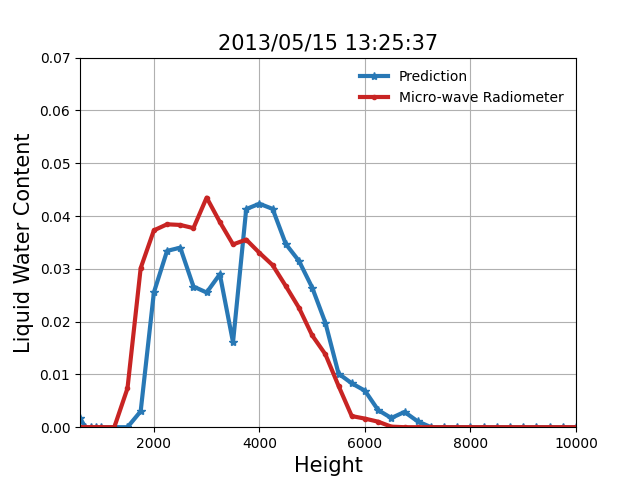 2013/05/15 13:25:37
Prediction
Micro-wave Radiometer
Liquid Water Content
0.07
0.06
0.05
0.04
0.03
0.02
0.01
0.00
2000 4000 6000 8000 10000
Height